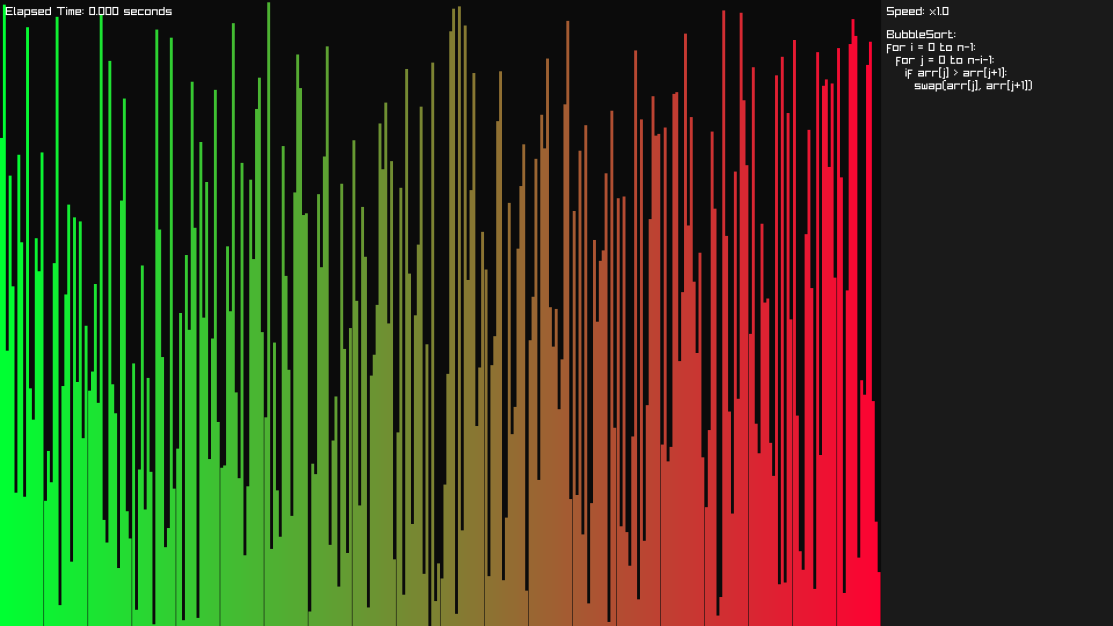 Elapsed Time: 0.000 seconds
Speed: x1.0
BubbleSort:
for i = 0 to n-1:
for j = 0 to n-i-1:
if arr[j] > arr[j+1]:
swap(arr[j], arr[j+1])